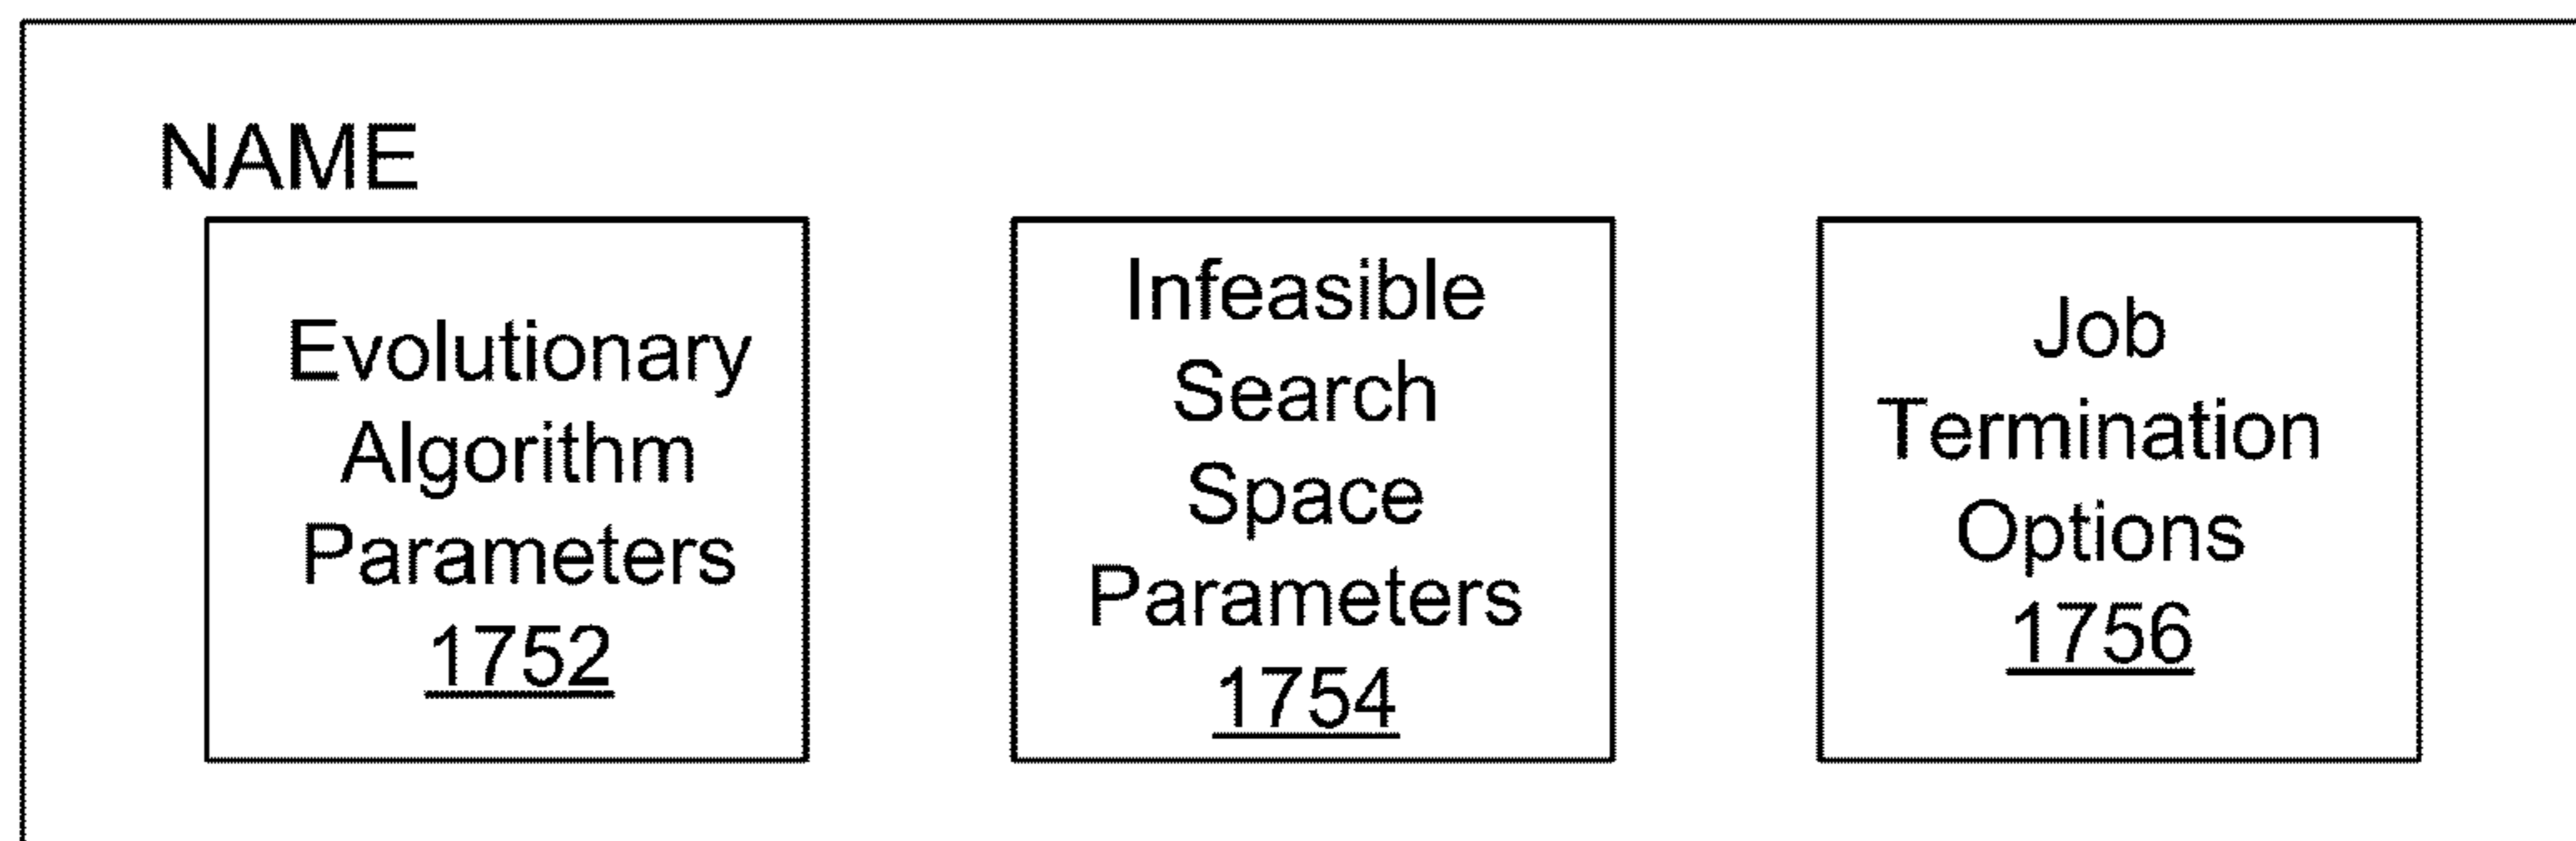 NAME
Evolutionary
Algorithm
Parameters
1752
Infeasible
Search
Space
Parameters
1754
Job
Termination
Options
1756